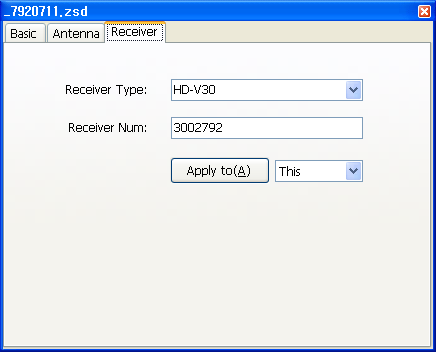 _7920711.zsd
Basic Antenna Receiver
Receiver Type: HD-V30
Receiver Num: 3002792
Apply to(A) This